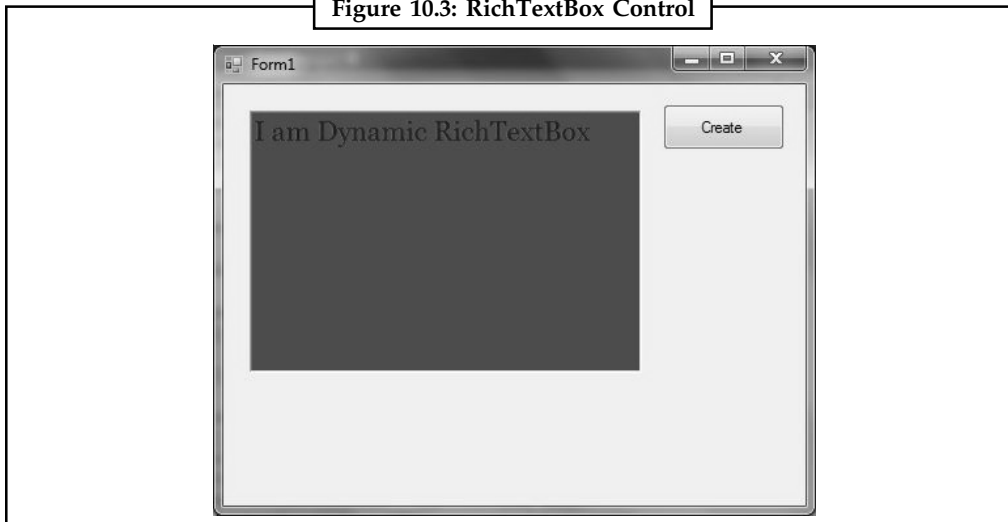 Figure 10.3: RichTextBox Control
Form1
I am Dynamic RichTextBox
Create